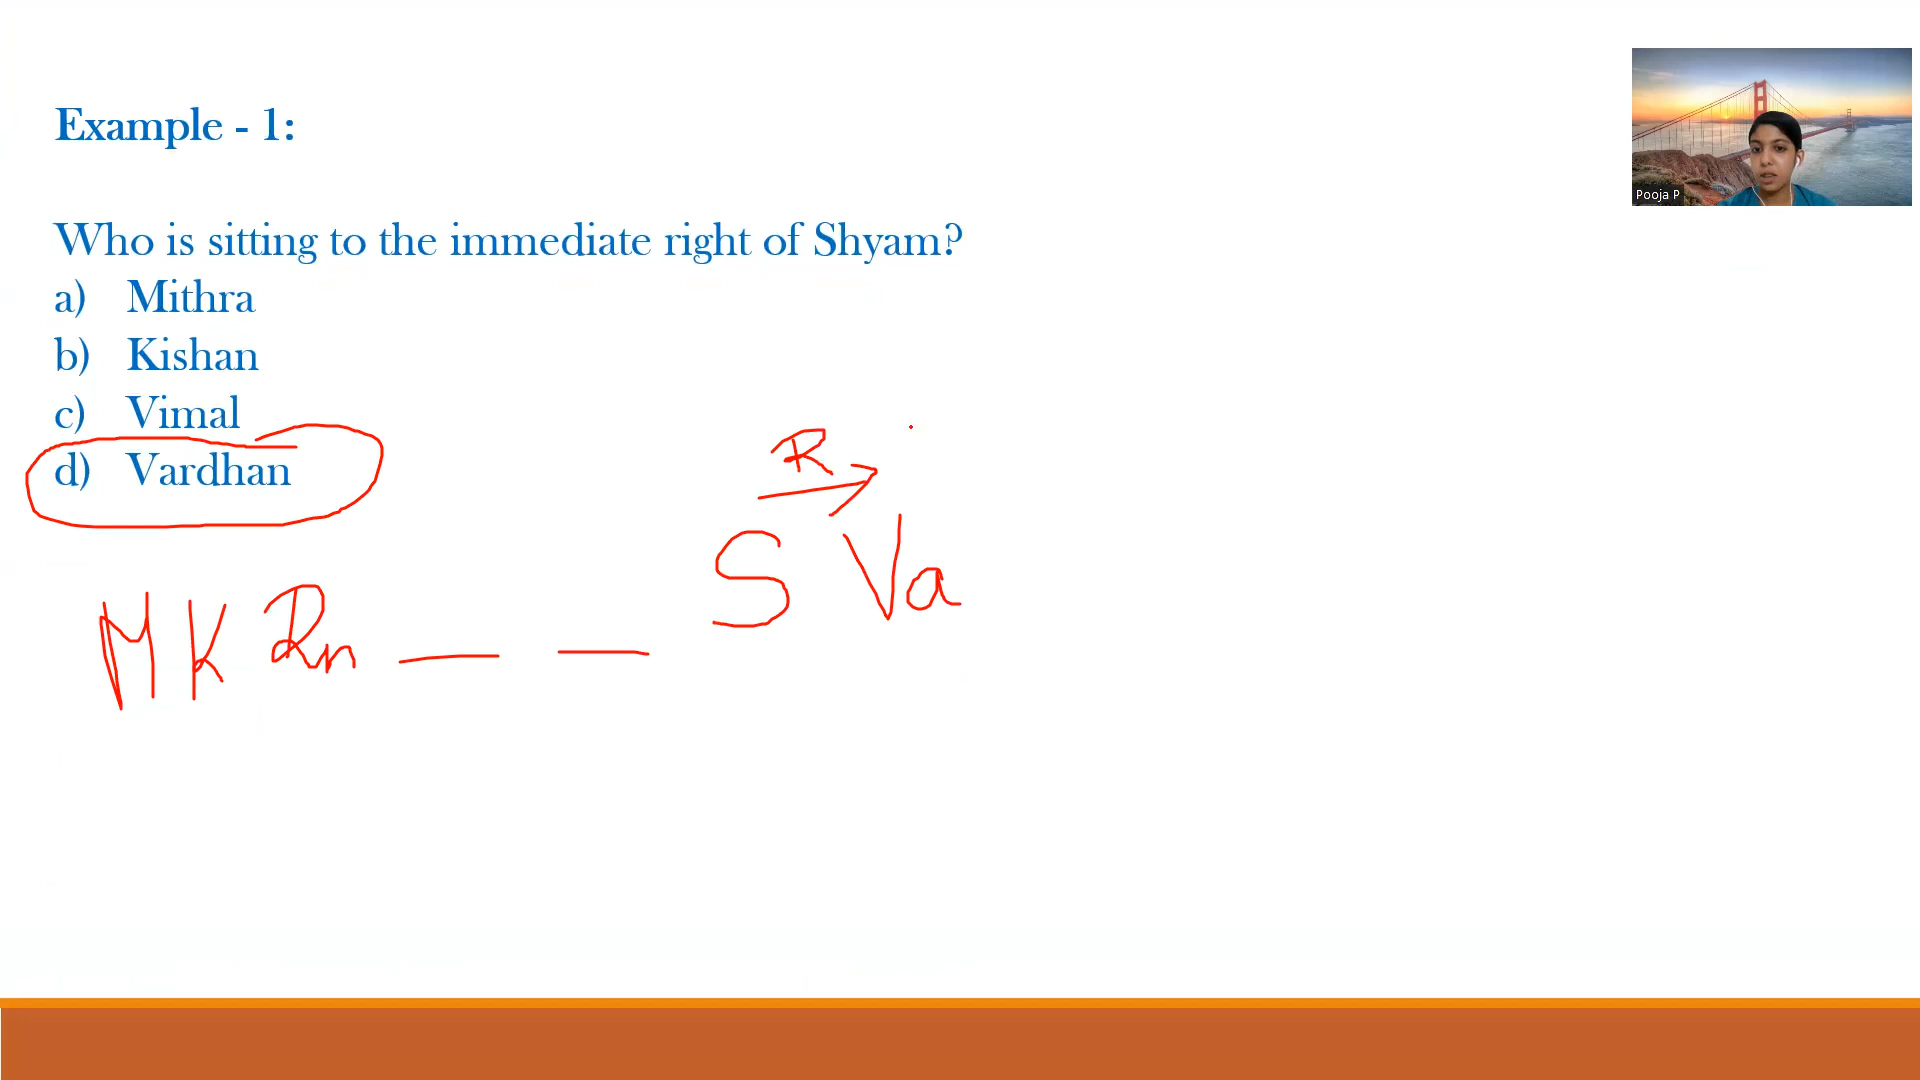 Example - 1:
Pooja P
Who is sitting to the immediate right of Shyam?
a) Mithra
b) Kishan
c) Vimal
d) Vardhan
R
S Va
M K Rn __ __